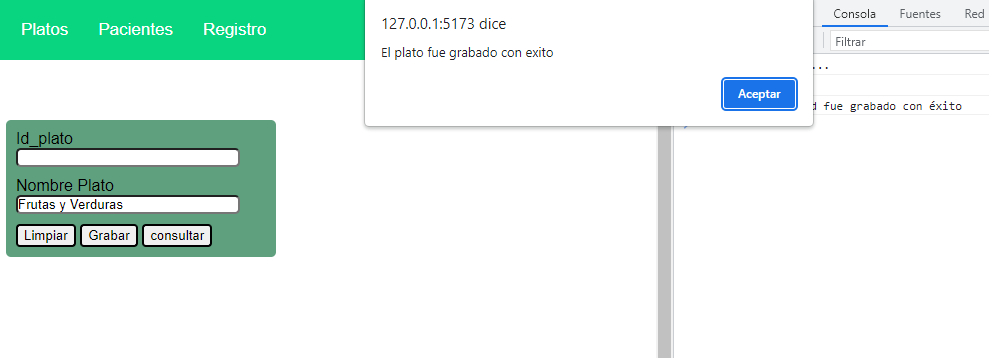 Platos Pacientes Registro
127.0.0.1:5173 dice
El plato fue grabado con exito
Aceptar
Consola Fuentes Red
Filtrar
...
fue grabado con éxito
Id_plato
Nombre Plato
Frutas y Verduras
Limpiar Grabar consultar